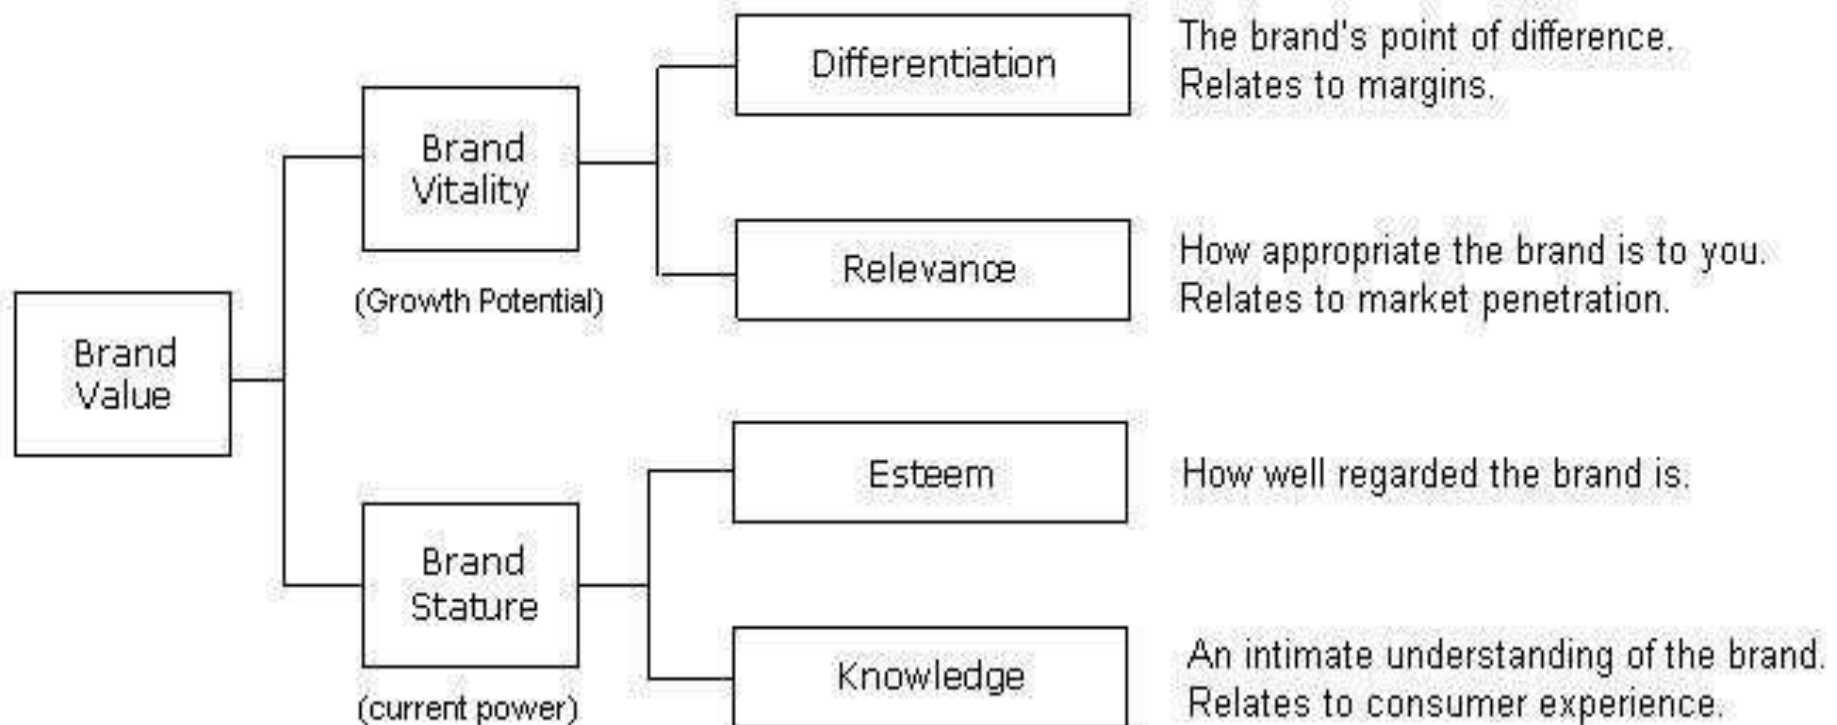 Brand
Value
Brand
Vitality
(Growth Potential)
Differentiation
The brand's point of difference.
Relates to margins.
Relevance
How appropriate the brand is to you.
Relates to market penetration.
Brand
Stature
(current power)
Esteem
How well regarded the brand is.
Knowledge
An intimate understanding of the brand.
Relates to consumer experience.